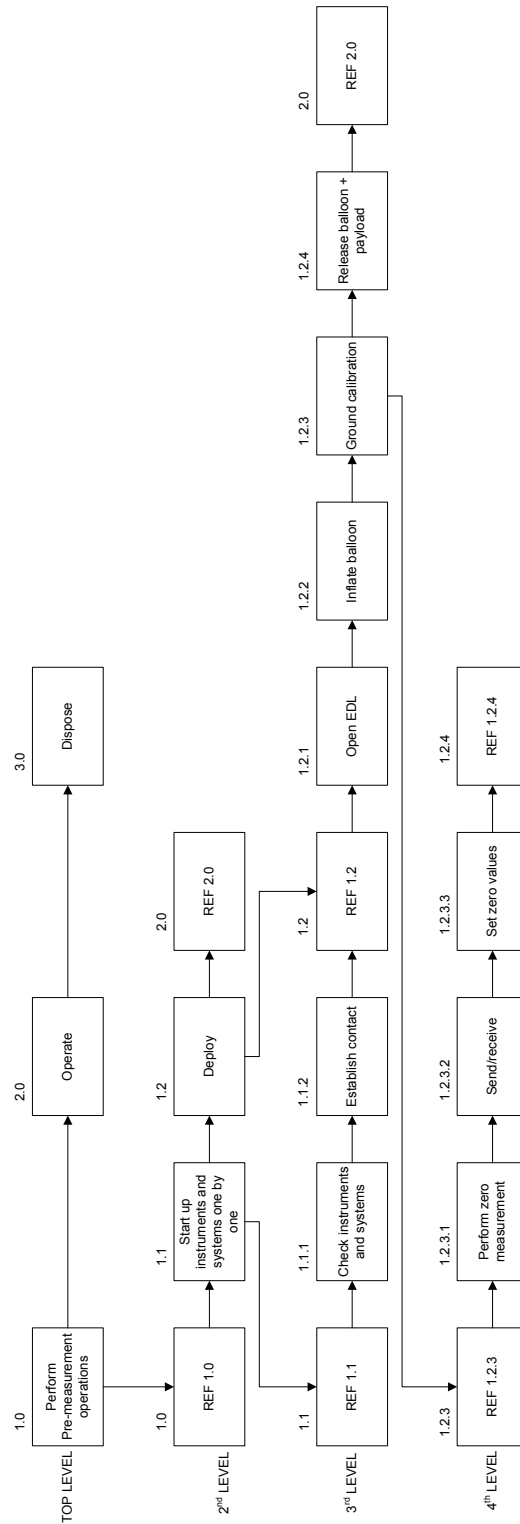 TOP LEVEL
1.0
Perform
Pre-measurement
operations
2.0
Operate
3.0
Dispose
2nd LEVEL
1.0
REF 1.0
1.1
Start up
instruments and
systems one by
one
1.2
Deploy
2.0
REF 2.0
3rd LEVEL
1.1
REF 1.1
1.1.1
Check instruments
and systems
1.1.2
Establish contact
1.2
REF 1.2
1.2.1
Open EDL
1.2.2
Inflate balloon
1.2.3
Ground calibration
1.2.4
Release balloon +
payload
2.0
REF 2.0
4th LEVEL
1.2.3
REF 1.2.3
1.2.3.1
Perform zero
measurement
1.2.3.2
Send/receive
1.2.3.3
Set zero values
1.2.4
REF 1.2.4